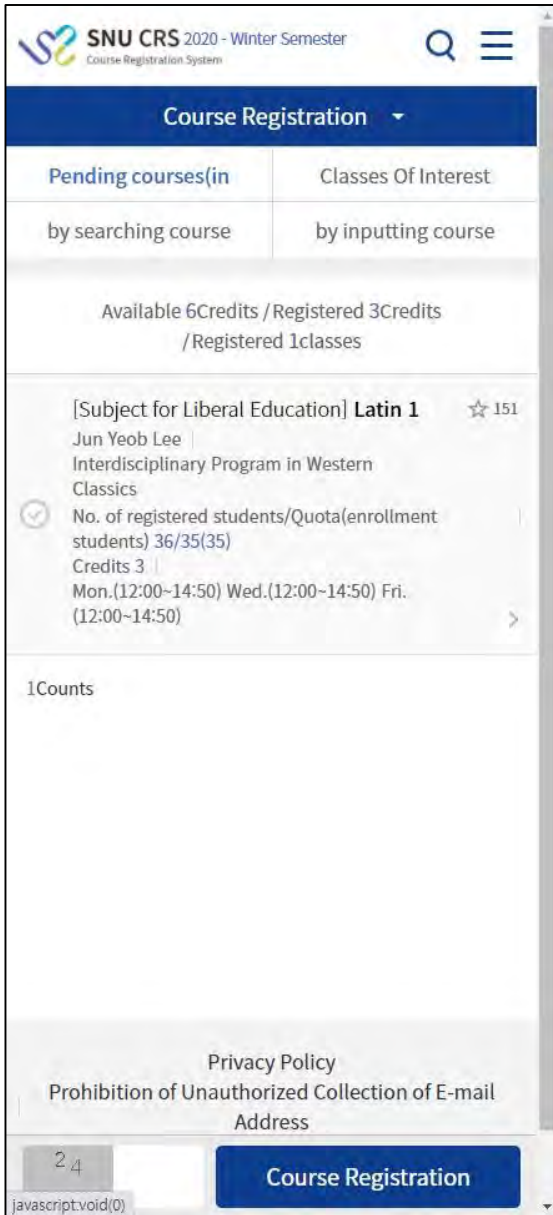 SNU CRS 2020 - Winter Semester
Course Registration System
Course Registration
Pending courses(in
Classes Of Interest
by searching course
by inputting course
Available 6Credits / Registered 3Credits
/ Registered 1classes
[Subject for Liberal Education] Latin 1
151
Jun Yeob Lee
Interdisciplinary Program in Western
Classics
No. of registered students/Quota(enrollment
students) 36/35(35)
Credits 3
Mon.(12:00~14:50) Wed.(12:00~14:50) Fri.
(12:00~14:50)
1Counts
Privacy Policy
Prohibition of Unauthorized Collection of E-mail
Address
24
Course Registration
javascript:void(0)